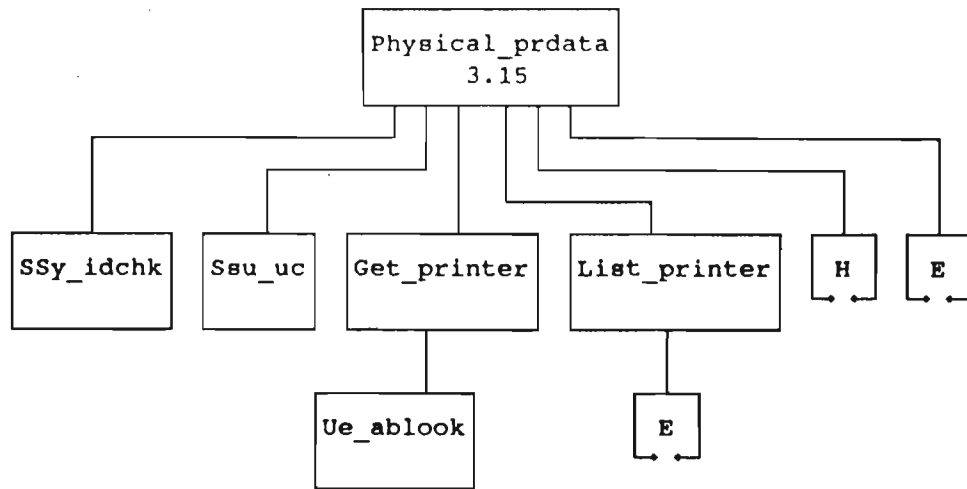 Physical_prdata
3.15
SSy_idchk
Ssu_uc
Get_printer
List_printer
H
E
Ue_ablook
E